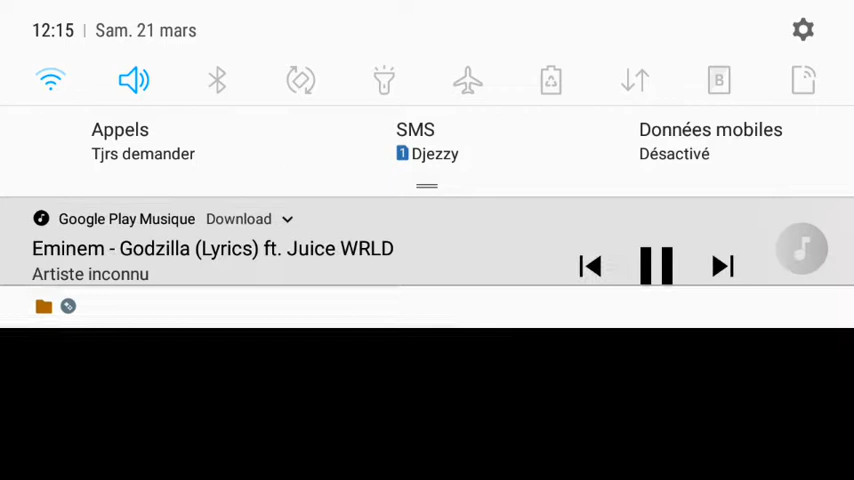 12:15 | Sam. 21 mars
B
Appels SMS Données mobiles
Tjrs demander 1 Djezzy Désactivé
Google Play Musique Download
Eminem - Godzilla (Lyrics) ft. Juice WRLD
Artiste inconnu